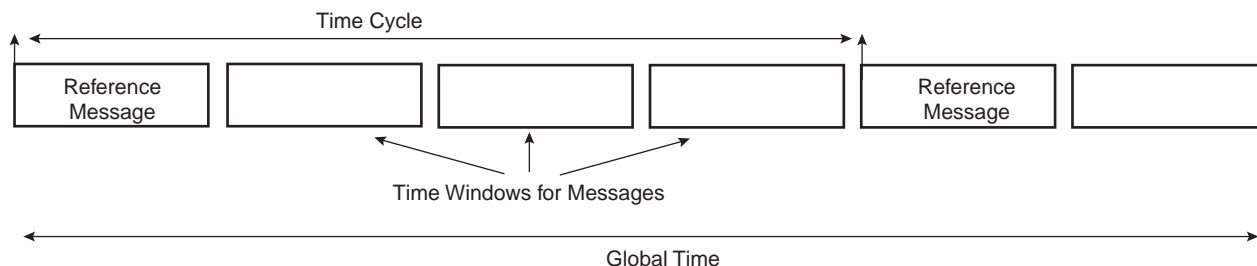 Time Cycle
Reference
Message
Reference
Message
Time Windows for Messages
Global Time